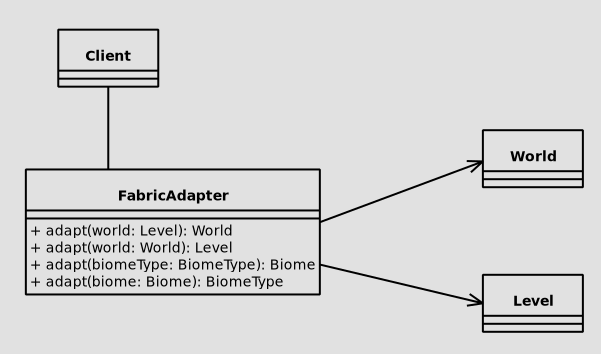 Client
World
FabricAdapter
+ adapt(world: Level): World
+ adapt(world: World): Level
+ adapt(biomeType: BiomeType): Biome
+ adapt(biome: Biome): BiomeType
Level